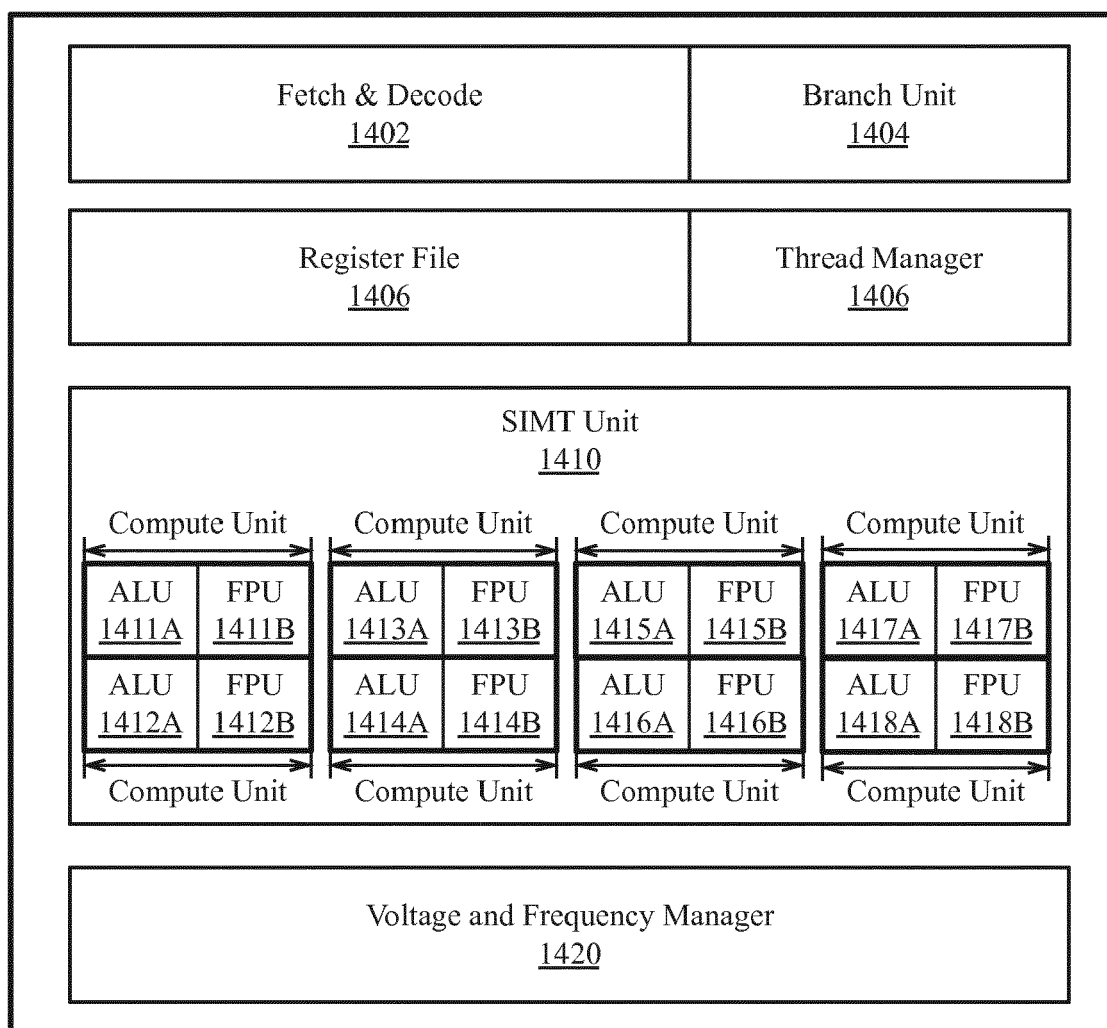 Fetch & Decode
1402
Branch Unit
1404
Register File
1406
Thread Manager
1406
SIMT Unit
1410
Compute Unit
Compute Unit
Compute Unit
Compute Unit
ALU
1411A
FPU
1411B
ALU
1413A
FPU
1413B
ALU
1415A
FPU
1415B
ALU
1417A
FPU
1417B
ALU
1412A
FPU
1412B
ALU
1414A
FPU
1414B
ALU
1416A
FPU
1416B
ALU
1418A
FPU
1418B
Compute Unit
Compute Unit
Compute Unit
Compute Unit
Voltage and Frequency Manager
1420